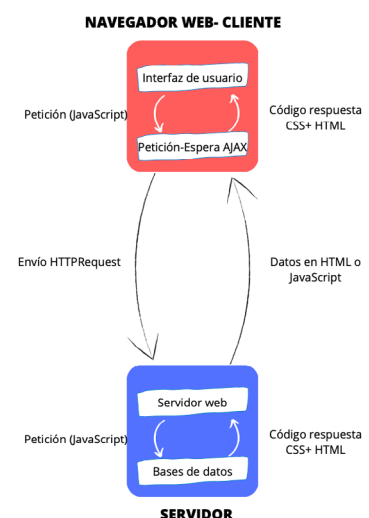 NAVEGADOR WEB- CLIENTE
Interfaz de usuario
Petición (JavaScript)
Código respuesta
CSS+ HTML
Petición-Espera AJAX
Envío HTTPRequest
Datos en HTML o
JavaScript
Servidor web
Petición (JavaScript)
Código respuesta
CSS+ HTML
Bases de datos
SERVIDOR